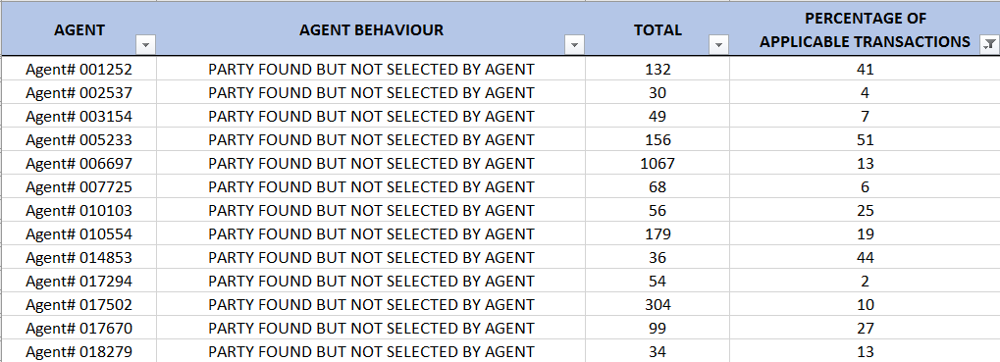 AGENT AGENT BEHAVIOUR TOTAL PERCENTAGE OF
APPLICABLE TRANSACTIONS
Agent# 001252 PARTY FOUND BUT NOT SELECTED BY AGENT 132 41
Agent# 002537 PARTY FOUND BUT NOT SELECTED BY AGENT 30 4
Agent# 003154 PARTY FOUND BUT NOT SELECTED BY AGENT 49 7
Agent# 005233 PARTY FOUND BUT NOT SELECTED BY AGENT 156 51
Agent# 006697 PARTY FOUND BUT NOT SELECTED BY AGENT 1067 13
Agent# 007725 PARTY FOUND BUT NOT SELECTED BY AGENT 68 6
Agent# 010103 PARTY FOUND BUT NOT SELECTED BY AGENT 56 25
Agent# 010554 PARTY FOUND BUT NOT SELECTED BY AGENT 179 19
Agent# 014853 PARTY FOUND BUT NOT SELECTED BY AGENT 36 44
Agent# 017294 PARTY FOUND BUT NOT SELECTED BY AGENT 54 2
Agent# 017502 PARTY FOUND BUT NOT SELECTED BY AGENT 304 10
Agent# 017670 PARTY FOUND BUT NOT SELECTED BY AGENT 99 27
Agent# 018279 PARTY FOUND BUT NOT SELECTED BY AGENT 34 13